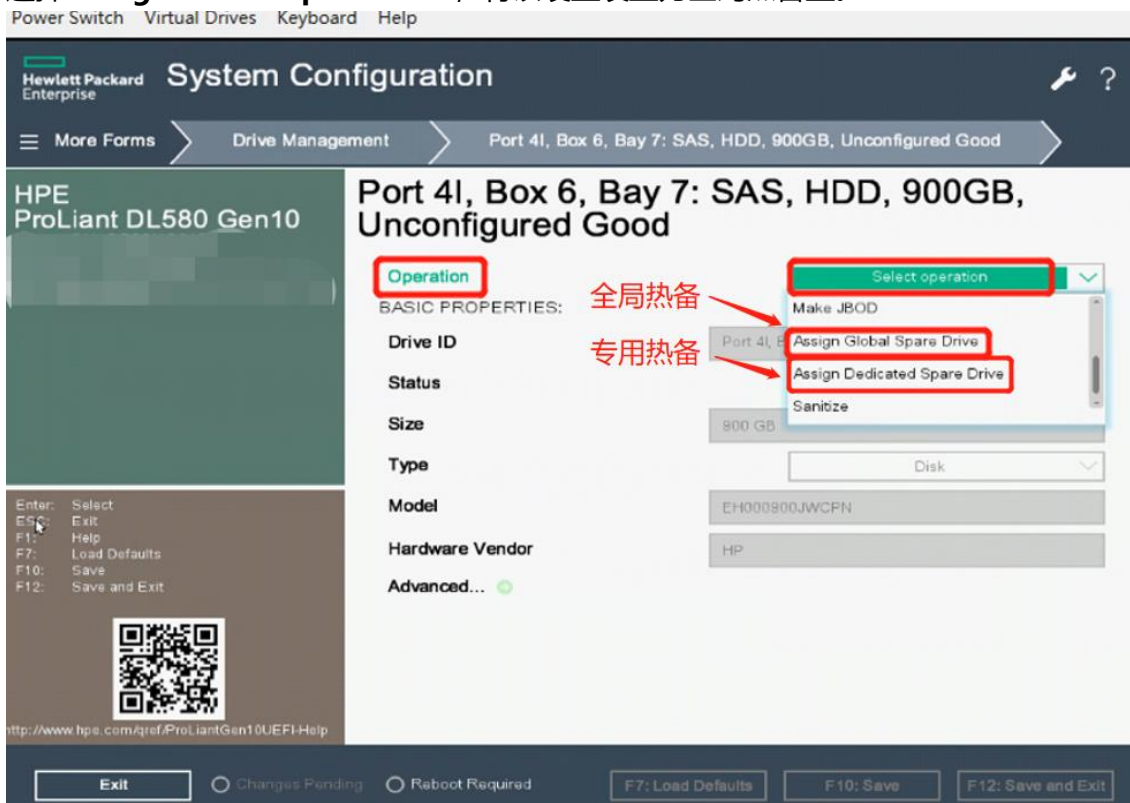 Power Switch Virtual Drives Keyboard Help
Hewlett Packard
Enterprise
System Configuration
?
More Forms
Drive Management
Port 4I, Box 6, Bay 7: SAS, HDD, 900GB, Unconfigured Good
HPE
ProLiant DL580 Gen10
Port 4I, Box 6, Bay 7: SAS, HDD, 900GB,
Unconfigured Good
Operation
Select operation
BASIC PROPERTIES:
全局热备
Make JBOD
Drive ID
Port 4I,
Assign Global Spare Drive
专用热备
Assign Dedicated Spare Drive
Status
Sanitize
Size
900 GB
Type
Disk
Model
EH000900JWCPN
Hardware Vendor
HP
Advanced...
Enter: Select
ESC: Exit
F1: Help
F7: Load Defaults
F10: Save
F12: Save and Exit
http://www.hpe.com/qref/ProLiantGen10UEFI-Help
Exit
Changes Pending
Reboot Required
F7: Load Defaults
F10: Save
F12: Save and Exit